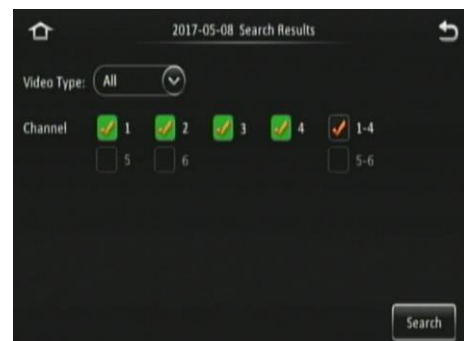 2017-05-08 Search Results
Video Type: All
Channel 1 2 3 4 1-4
5 6 5-6
Search